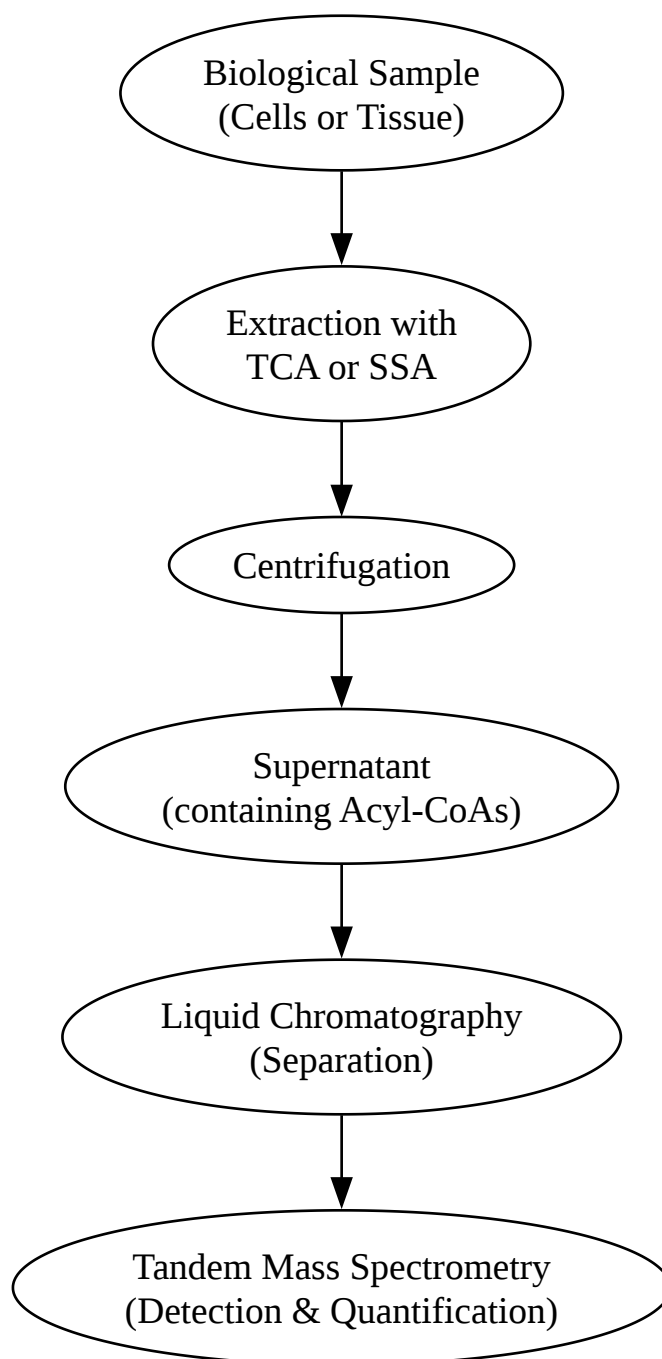 Biological Sample
(Cells or Tissue)
Extraction with
TCA or SSA
Centrifugation
Supernatant
(containing Acyl-CoAs)
Liquid Chromatography
(Separation)
Tandem Mass Spectrometry
(Detection & Quantification)